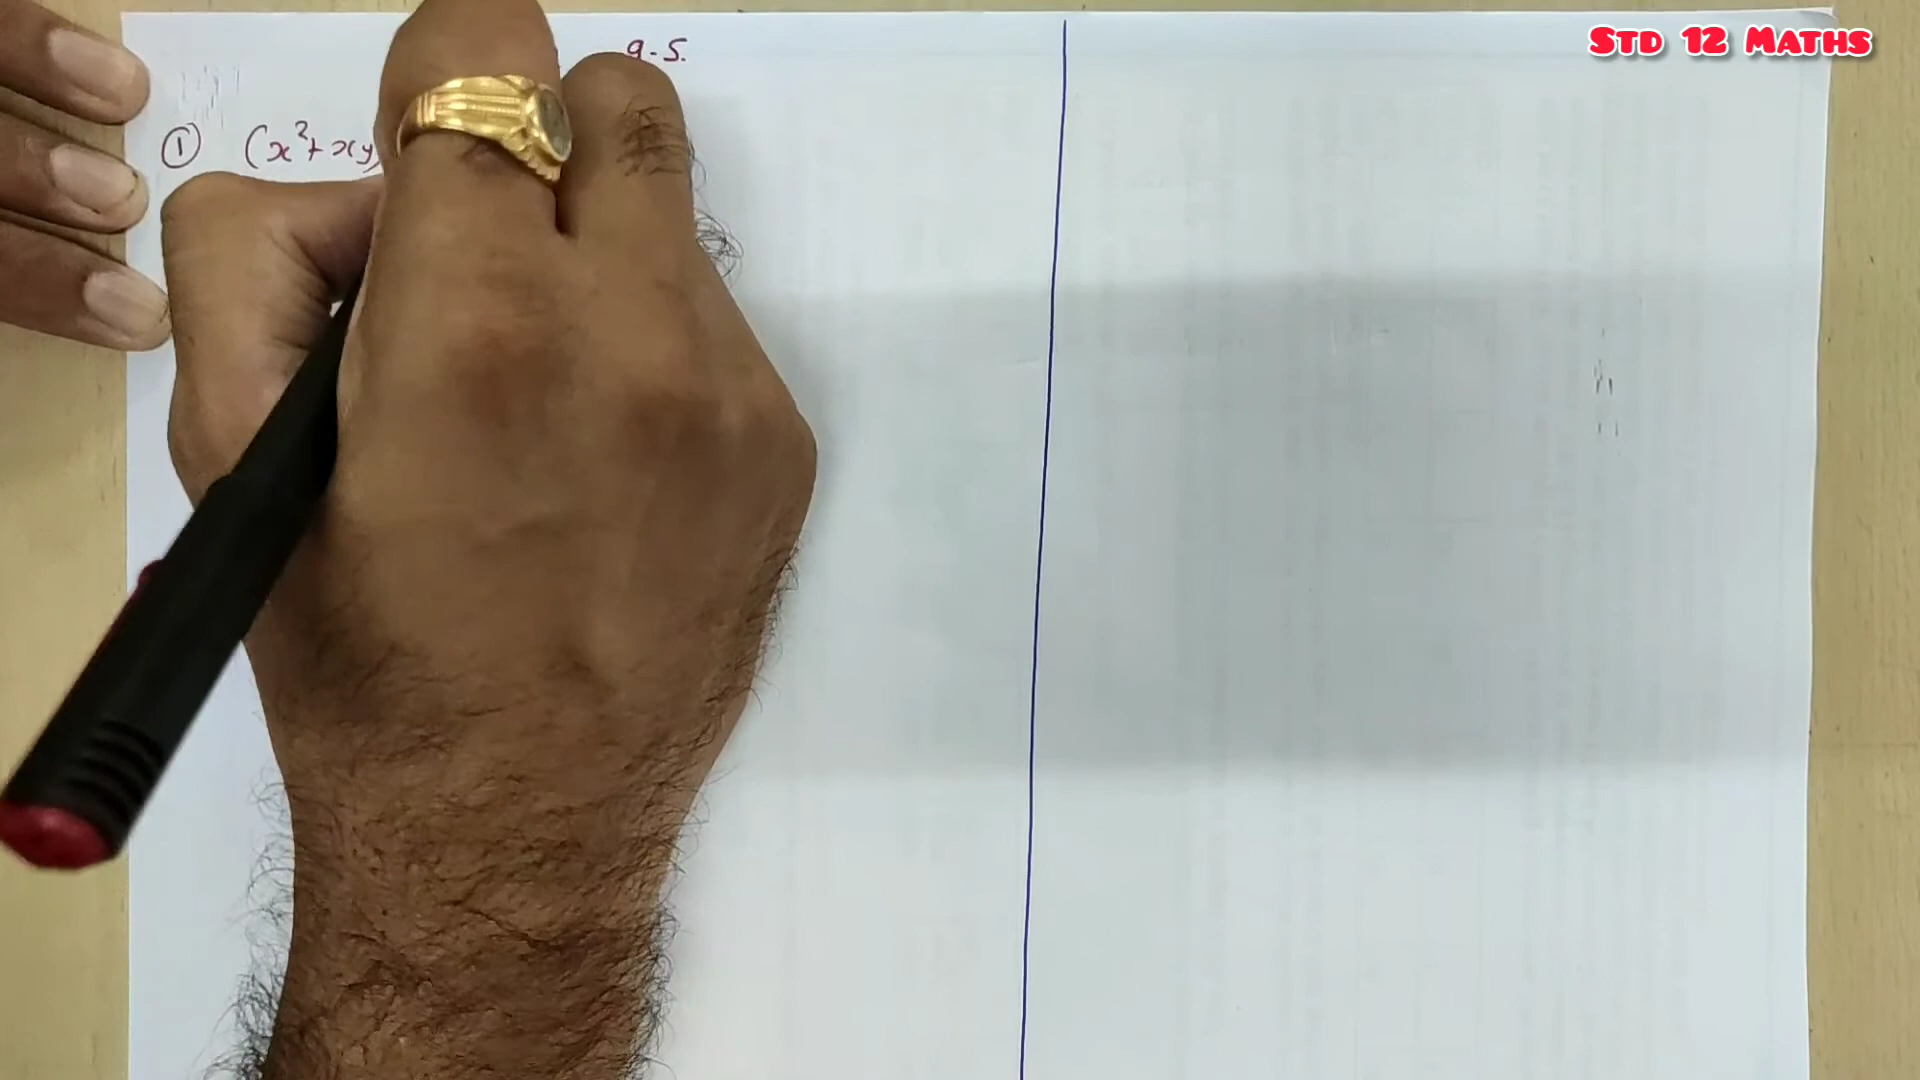 STD 12 MATHS
9.5.
① (x²+xy)